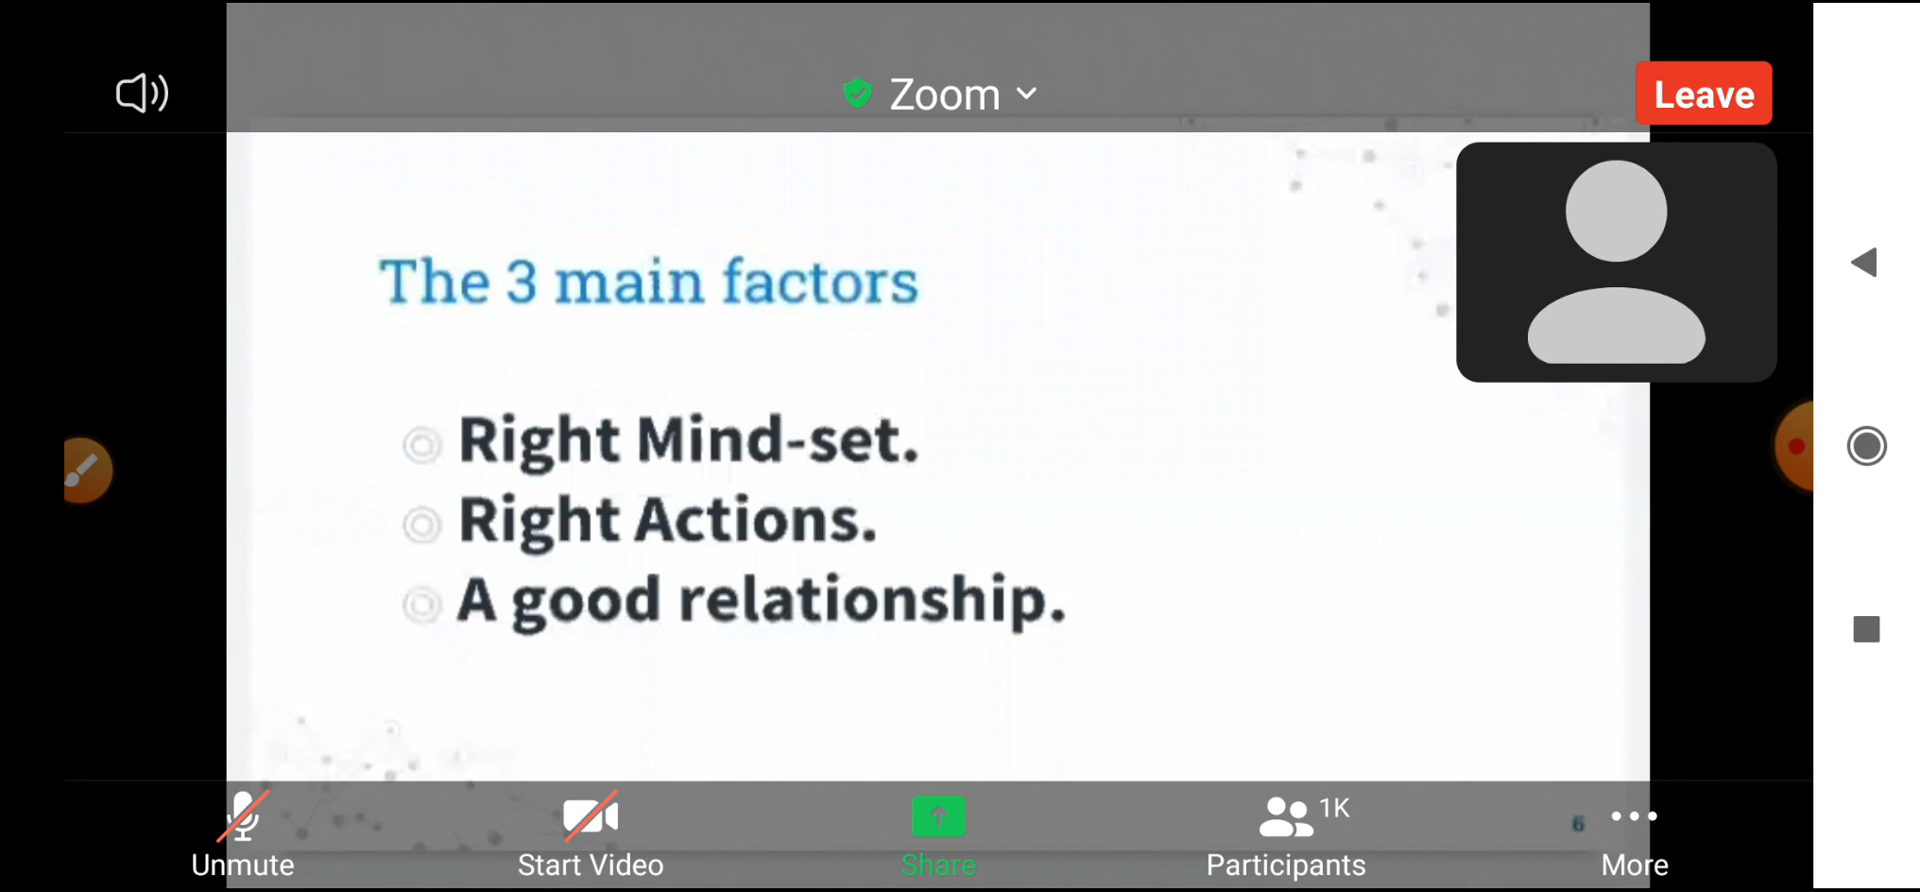 Zoom
Leave
The 3 main factors
Right Mind-set.
Right Actions.
A good relationship.
6
1K
Unmute
Start Video
Share
Participants
More